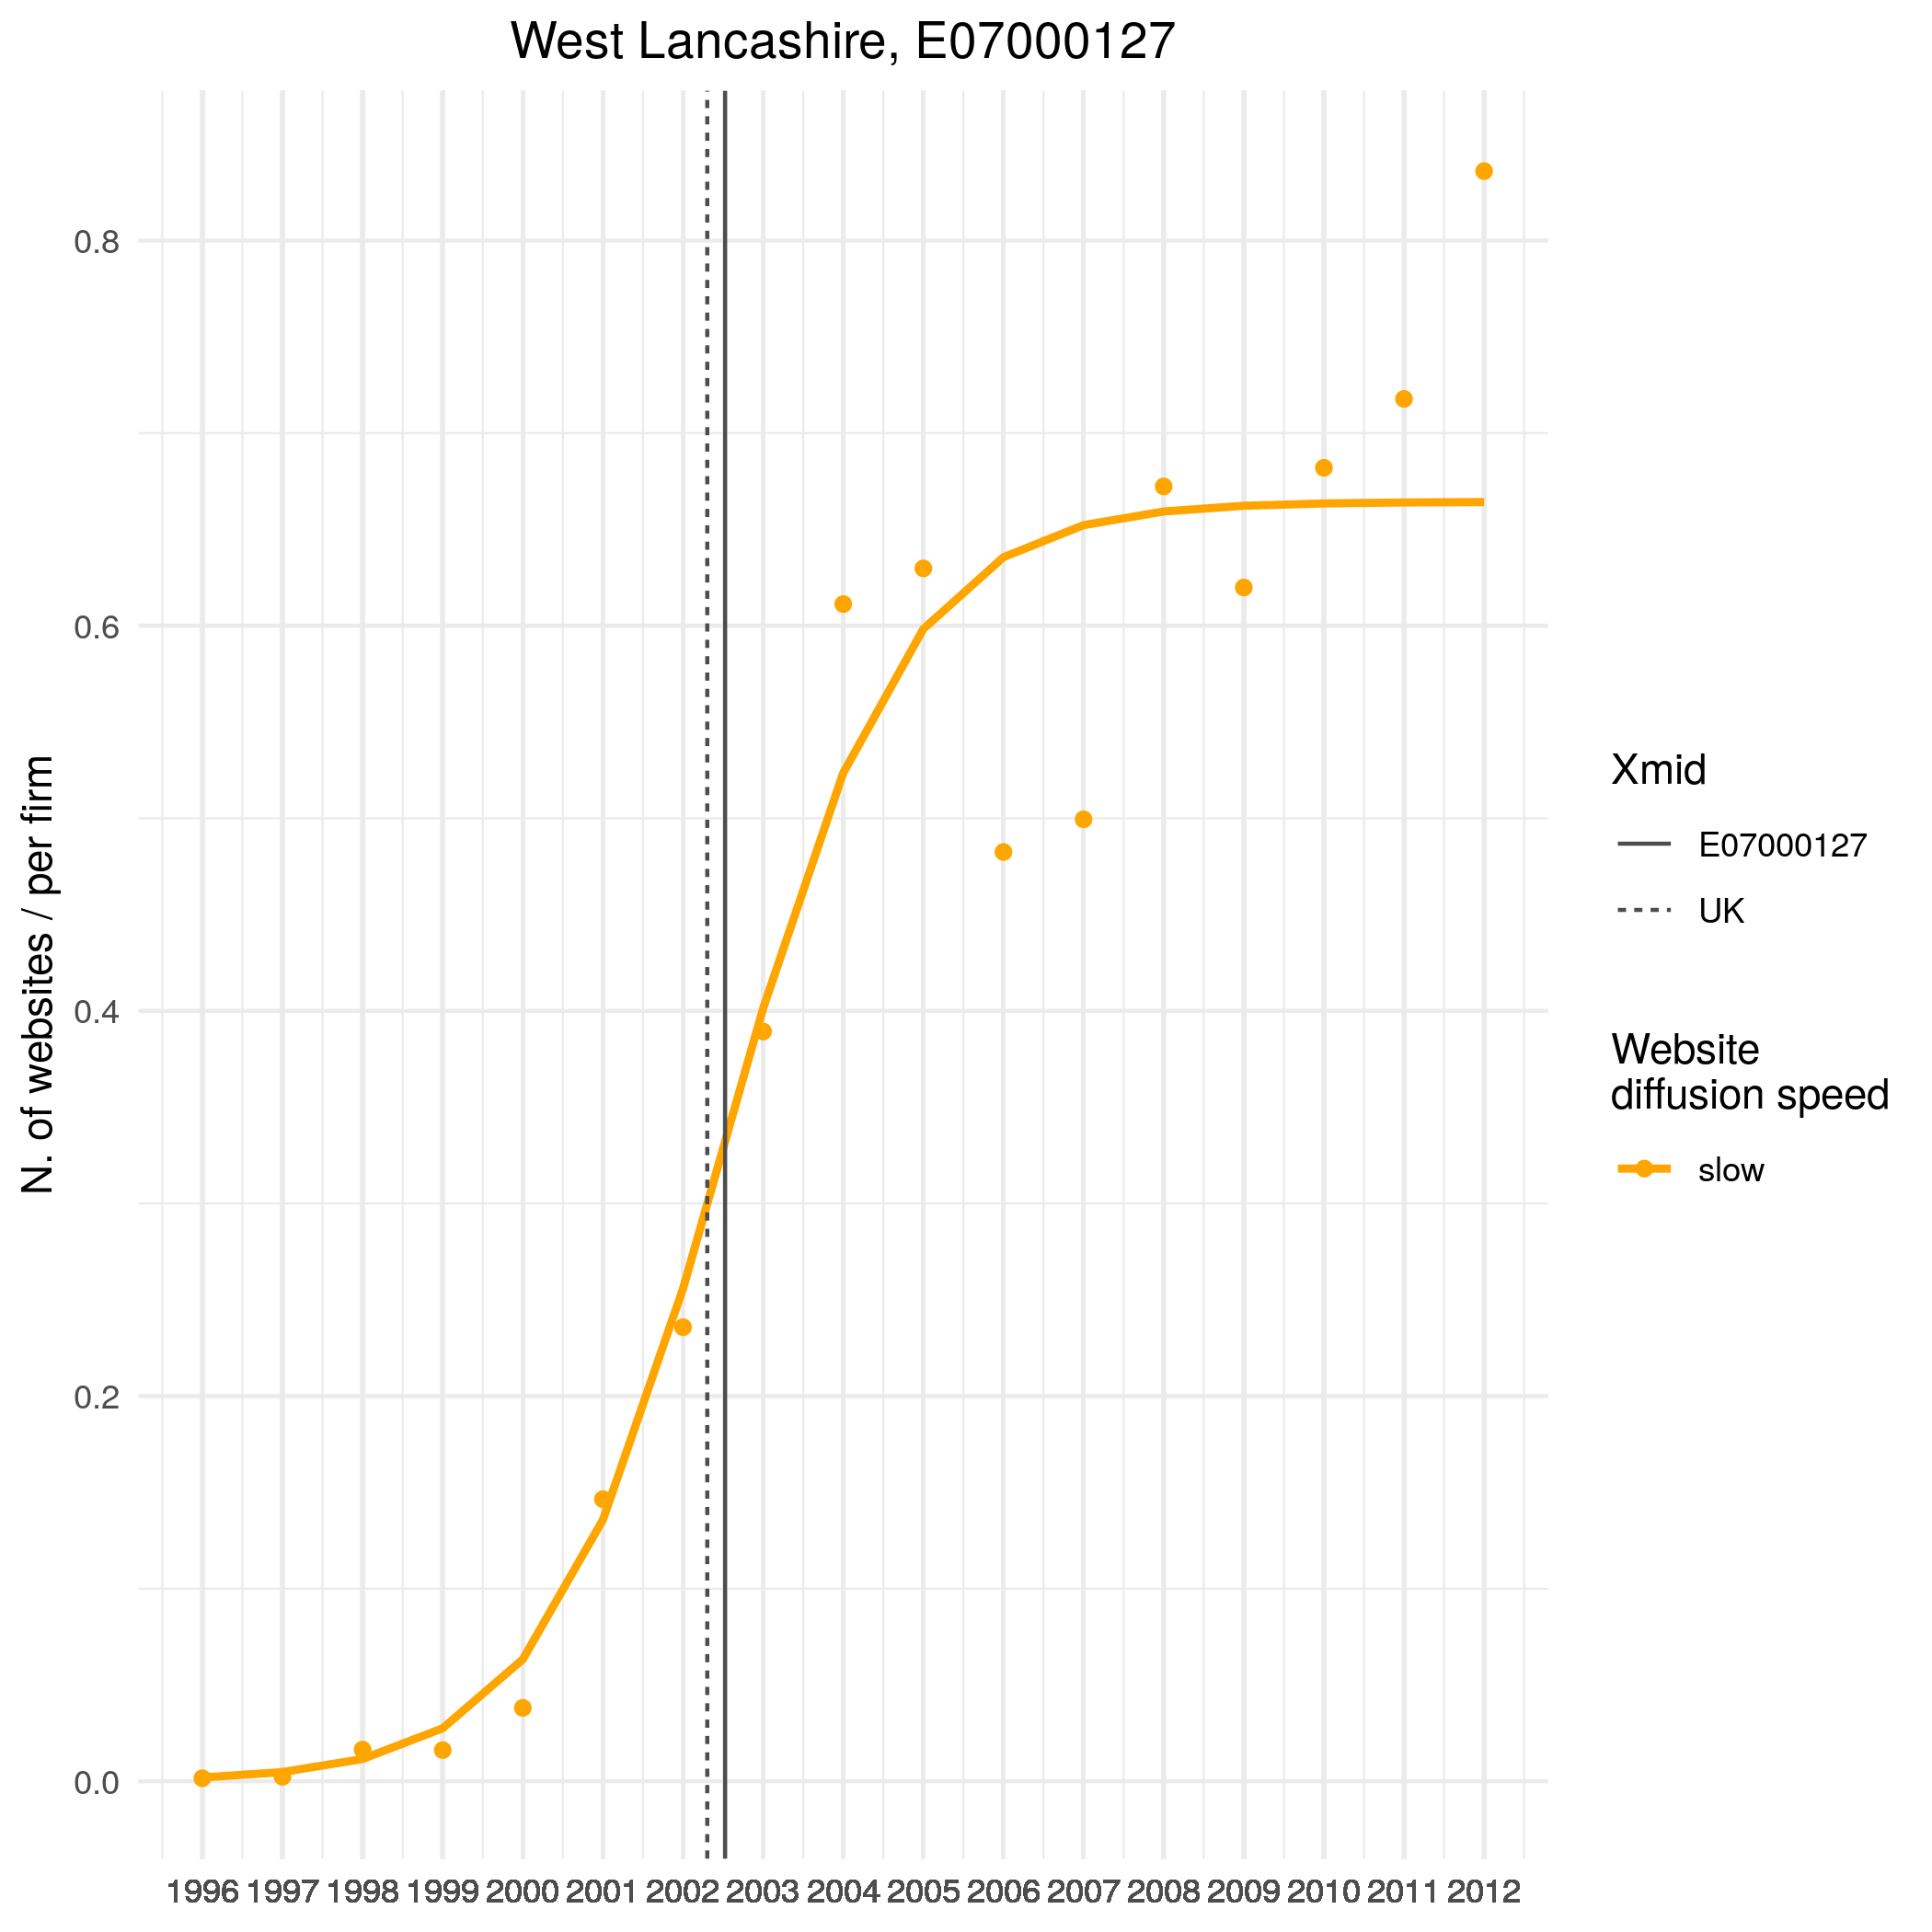 West Lancashire, E07000127
N. of websites / per firm
0.8
0.6
0.4
0.2
0.0
1996 1997 1998 1999 2000 2001 2002 2003 2004 2005 2006 2007 2008 2009 2010 2011 2012
Xmid
E07000127
UK
Website
diffusion speed
slow